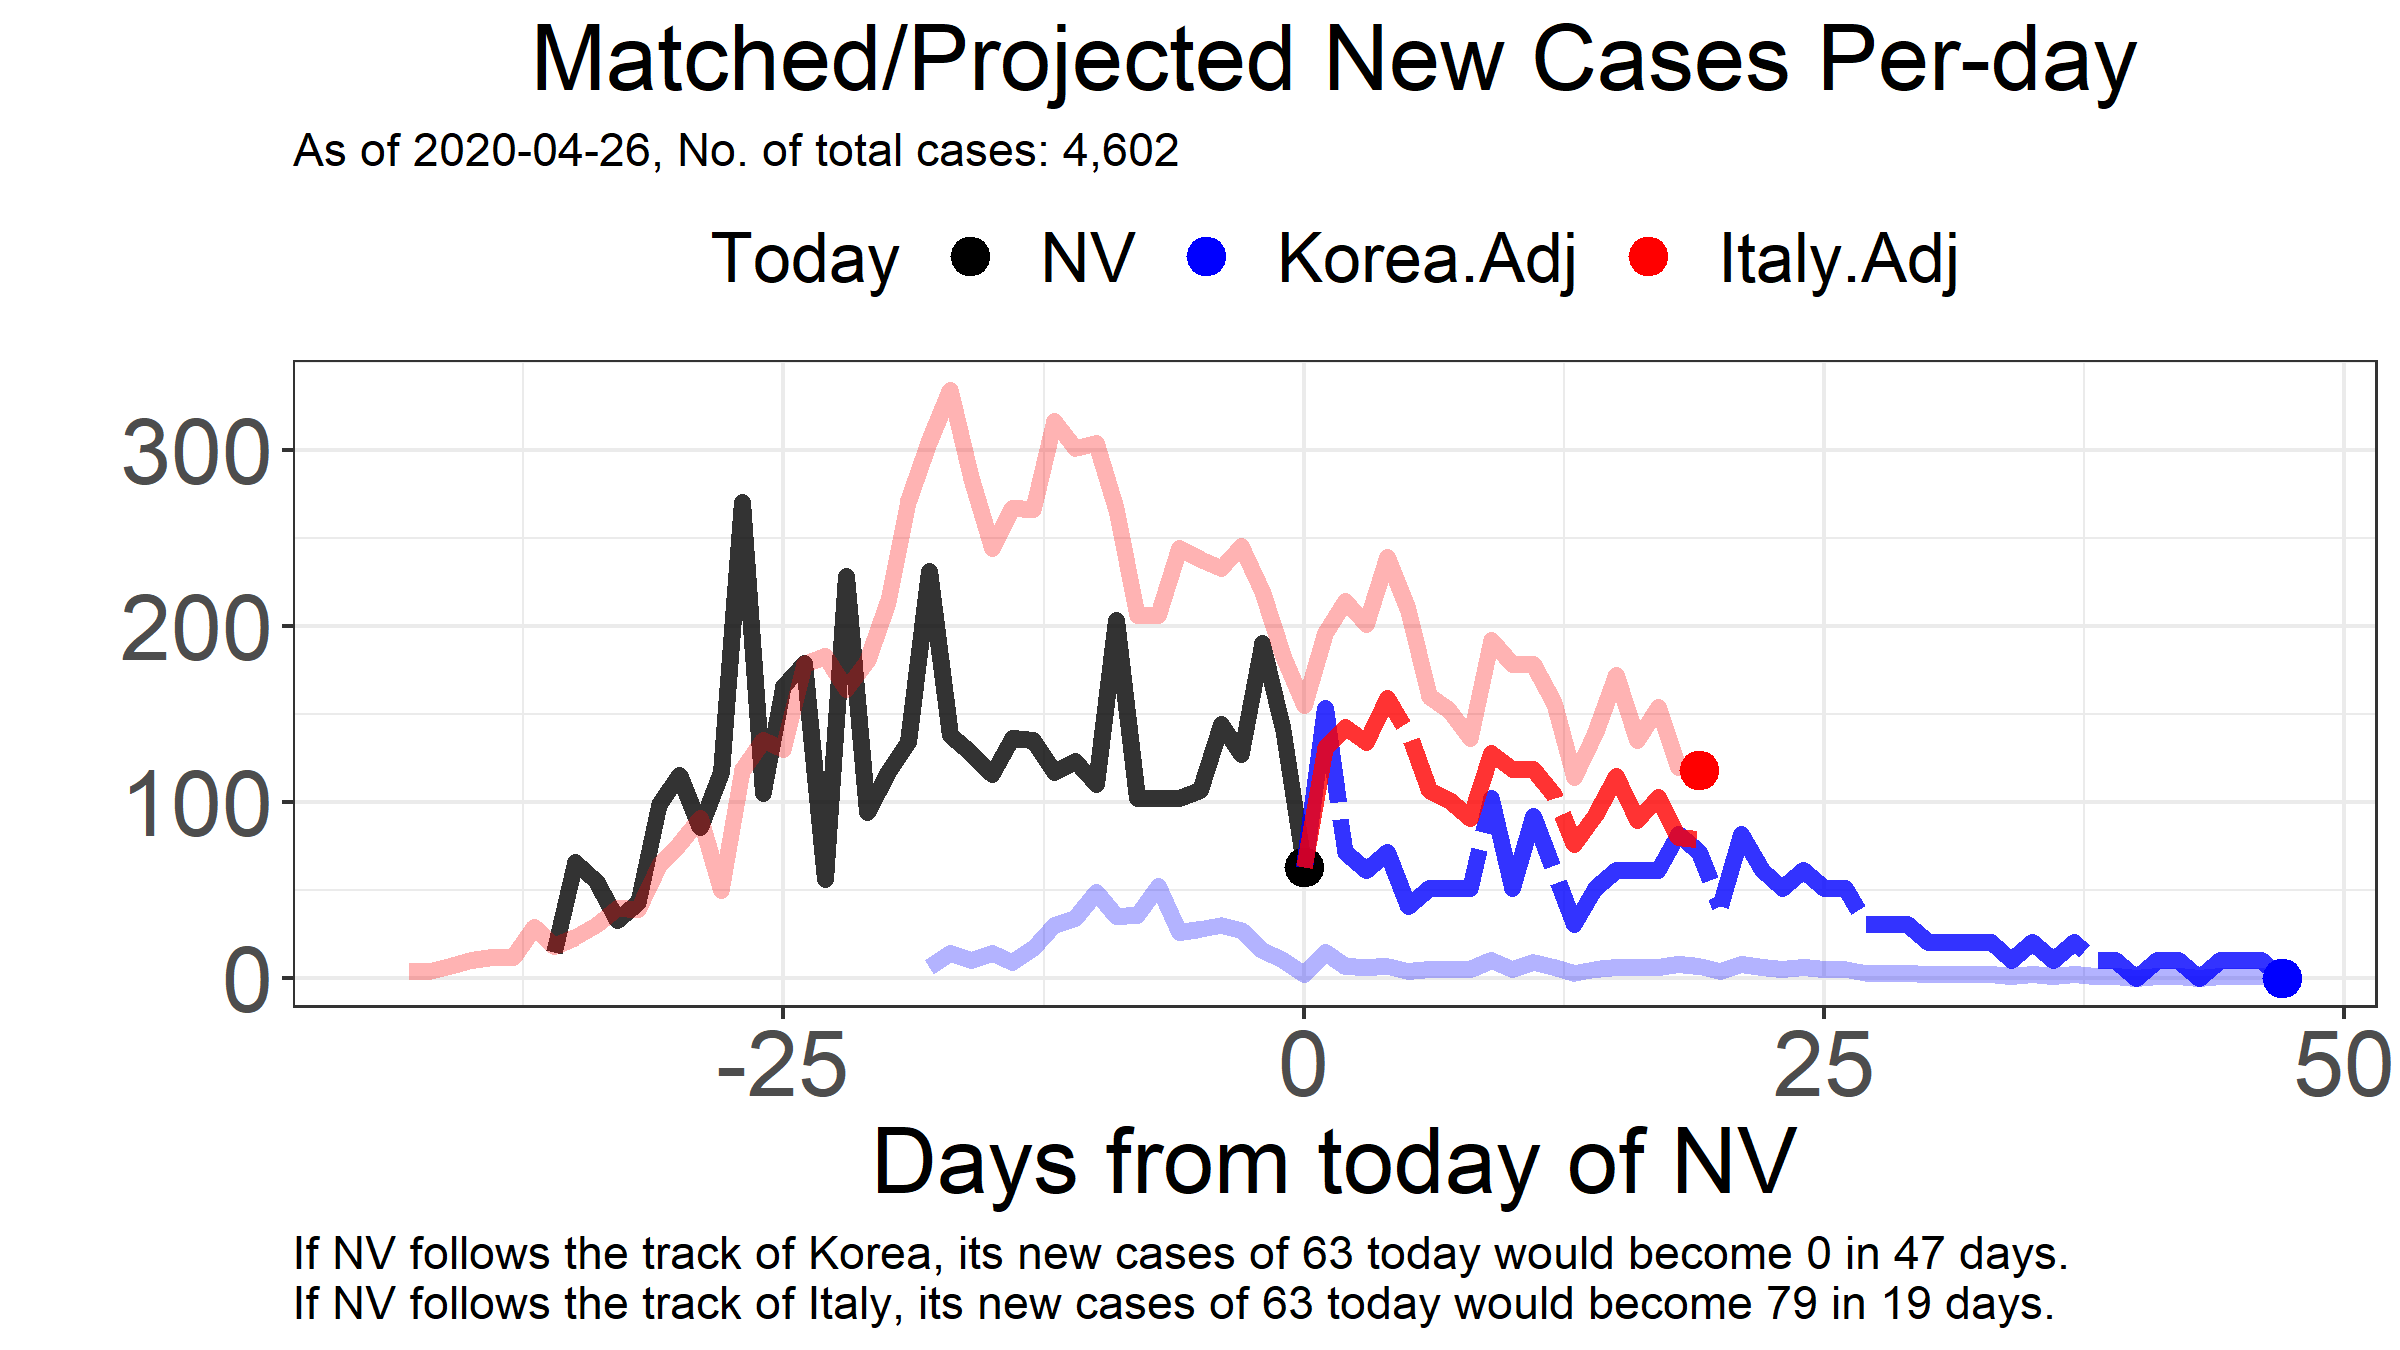 Matched/Projected New Cases Per-day
As of 2020-04-26, No. of total cases: 4,602
Today NV Korea.Adj Italy.Adj
300
200
100
0
-25 0 25 50
Days from today of NV
If NV follows the track of Korea, its new cases of 63 today would become 0 in 47 days.
If NV follows the track of Italy, its new cases of 63 today would become 79 in 19 days.